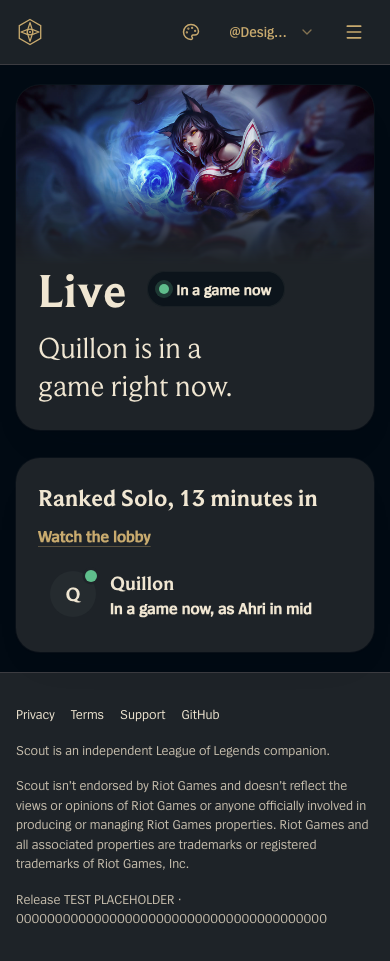 @Desig...
Live
In a game now
Quillon is in a
game right now.
Ranked Solo, 13 minutes in
Watch the lobby
Q
Quillon
In a game now, as Ahri in mid
Privacy Terms Support GitHub
Scout is an independent League of Legends companion.
Scout isn't endorsed by Riot Games and doesn't reflect the
views or opinions of Riot Games or anyone officially involved in
producing or managing Riot Games properties. Riot Games and
all associated properties are trademarks or registered
trademarks of Riot Games, Inc.
Release TEST PLACEHOLDER ·
0000000000000000000000000000000000000000